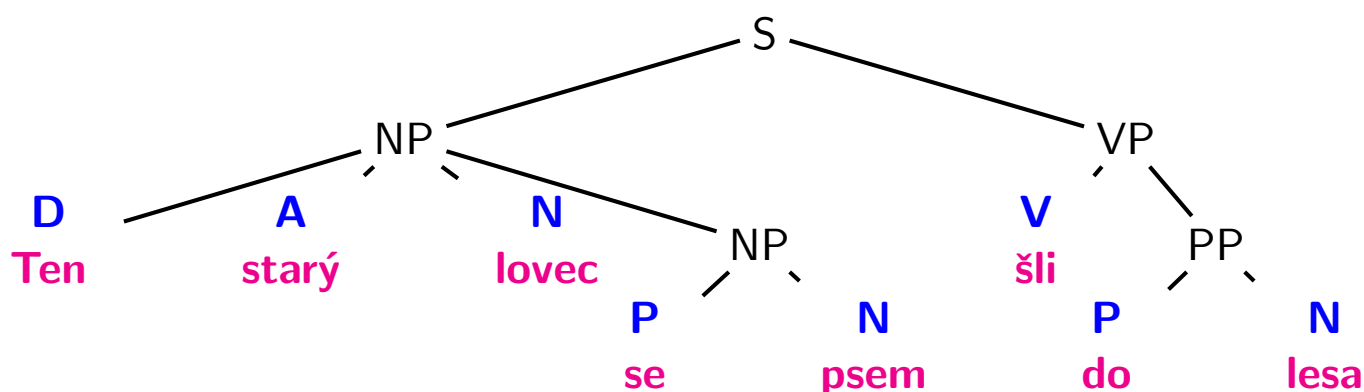 S
NP VP
D A N V
Ten starý lovec NP šli PP
P N P N
se psem do lesa